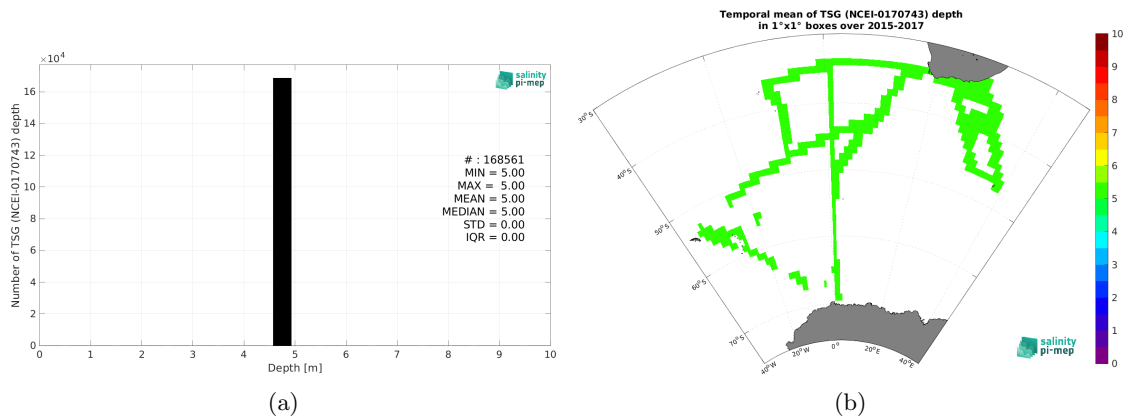 ×10⁴
16
14
12
10
8
6
4
2
0
Number of TSG (NCEI-0170743) depth
0 1 2 3 4 5 6 7 8 9 10
Depth [m]
salinity
pi-mep
# : 168561
MIN = 5.00
MAX = 5.00
MEAN = 5.00
MEDIAN = 5.00
STD = 0.00
IQR = 0.00
(a)
Temporal mean of TSG (NCEI-0170743) depth
in 1°x1° boxes over 2015-2017
30°S
40°S
50°S
60°S
70°S
40°W
20°W
0°
20°E
40°E
10
9
8
7
6
5
4
3
2
1
0
salinity
pi-mep
(b)